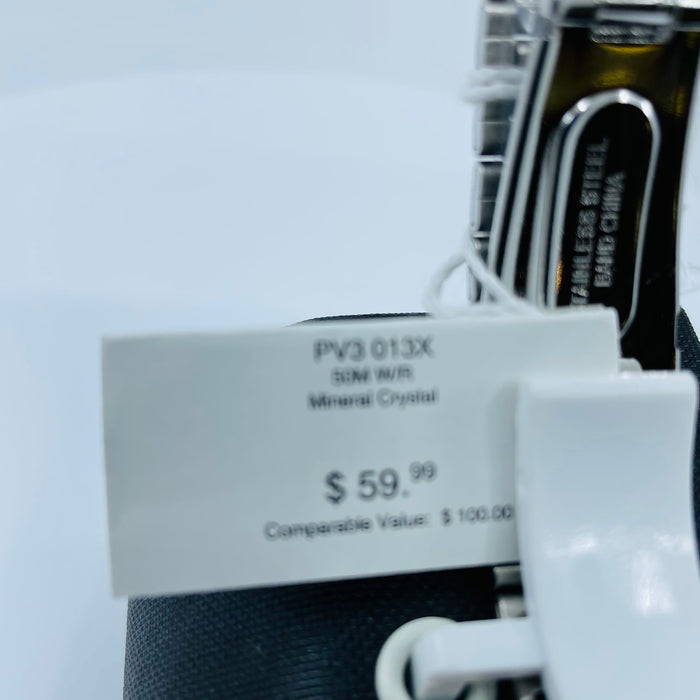 STAINLESS STEEL
BAND CHINA
PV3 013X
50M W/R
Mineral Crystal
$ 59.99
Comparable Value: $ 100.00